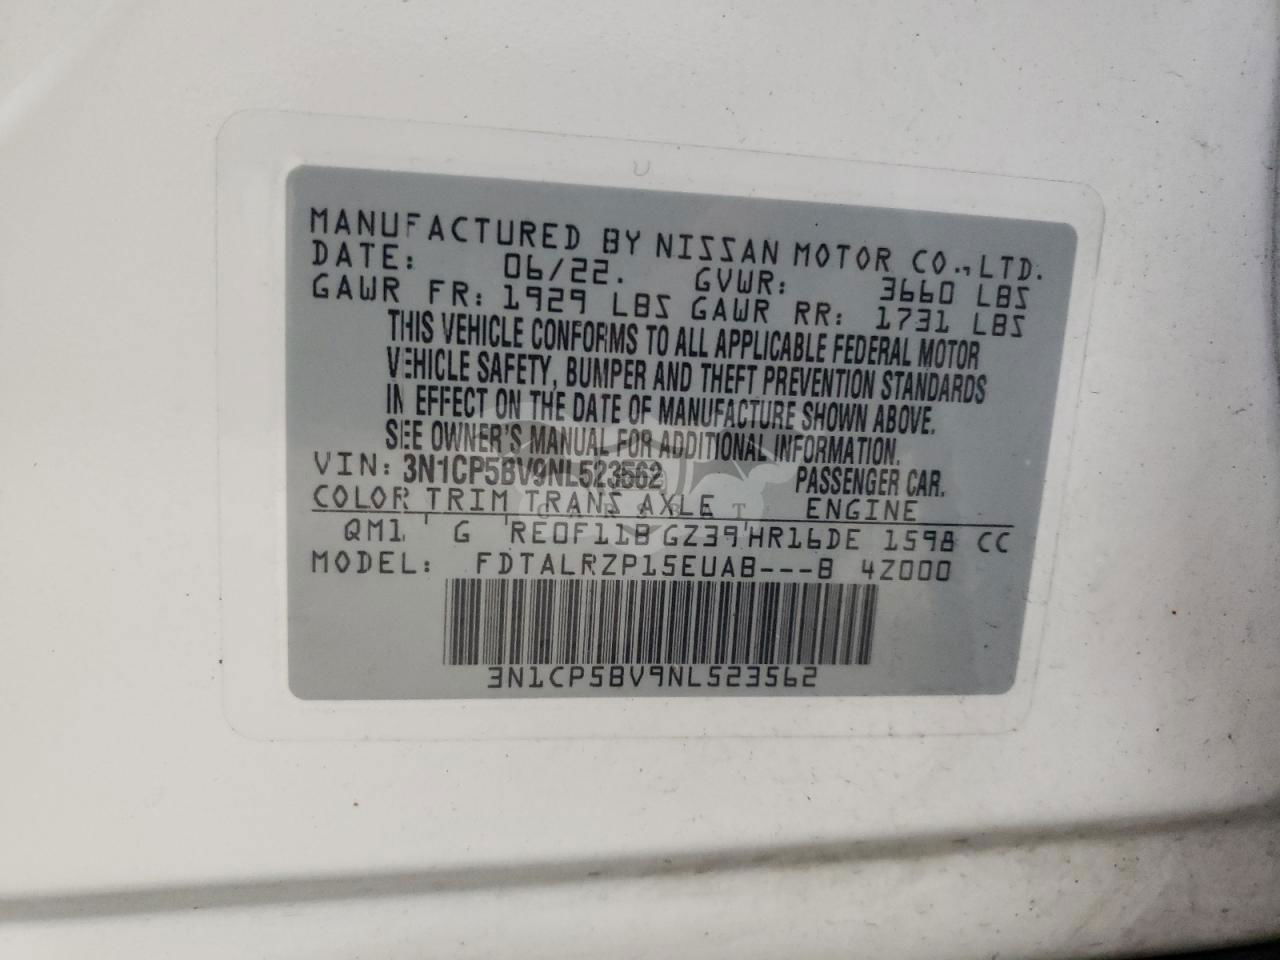 MANUFACTURED BY NISSAN MOTOR CO.,LTD.
DATE: 06/22. GVWR: 3660 LBS
GAWR FR: 1929 LBS GAWR RR: 1731 LBS
THIS VEHICLE CONFORMS TO ALL APPLICABLE FEDERAL MOTOR
VEHICLE SAFETY, BUMPER AND THEFT PREVENTION STANDARDS
IN EFFECT ON THE DATE OF MANUFACTURE SHOWN ABOVE.
SEE OWNER'S MANUAL FOR ADDITIONAL INFORMATION.
VIN: 3N1CP5BV9NL523562 PASSENGER CAR.
COLOR TRIM TRANS AXLE ENGINE
QM1 G RE0F11B GZ39 HR16DE 1598 CC
MODEL: FDTALRZP15EUAB---B 4Z000
3N1CP5BV9NL523562